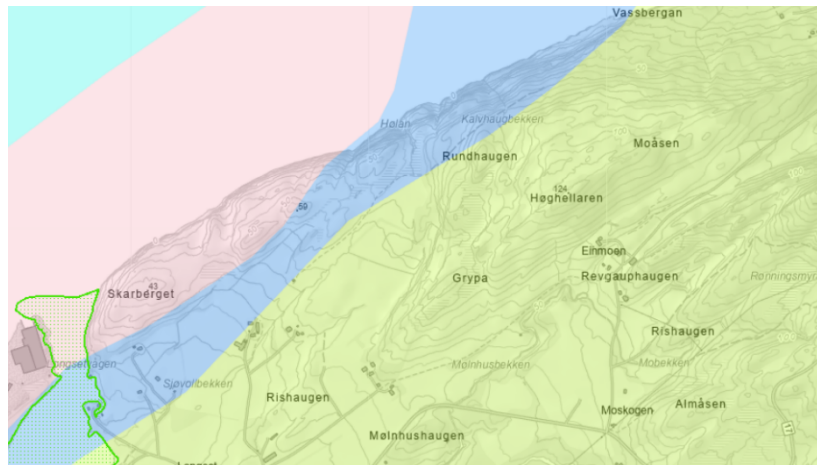 Vassbergan
Hølan
Kalvhaugbekken
Moåsen
Rundhaugen
124
Høghellaren
59
Einmoen
Grypa
Revgauphaugen
43
Skarberget
Rishaugen
Mobekken
Mølnhusbekken
Sjøvollbekken
Rishaugen
Almåsen
Moskogen
17
Mølnhushaugen